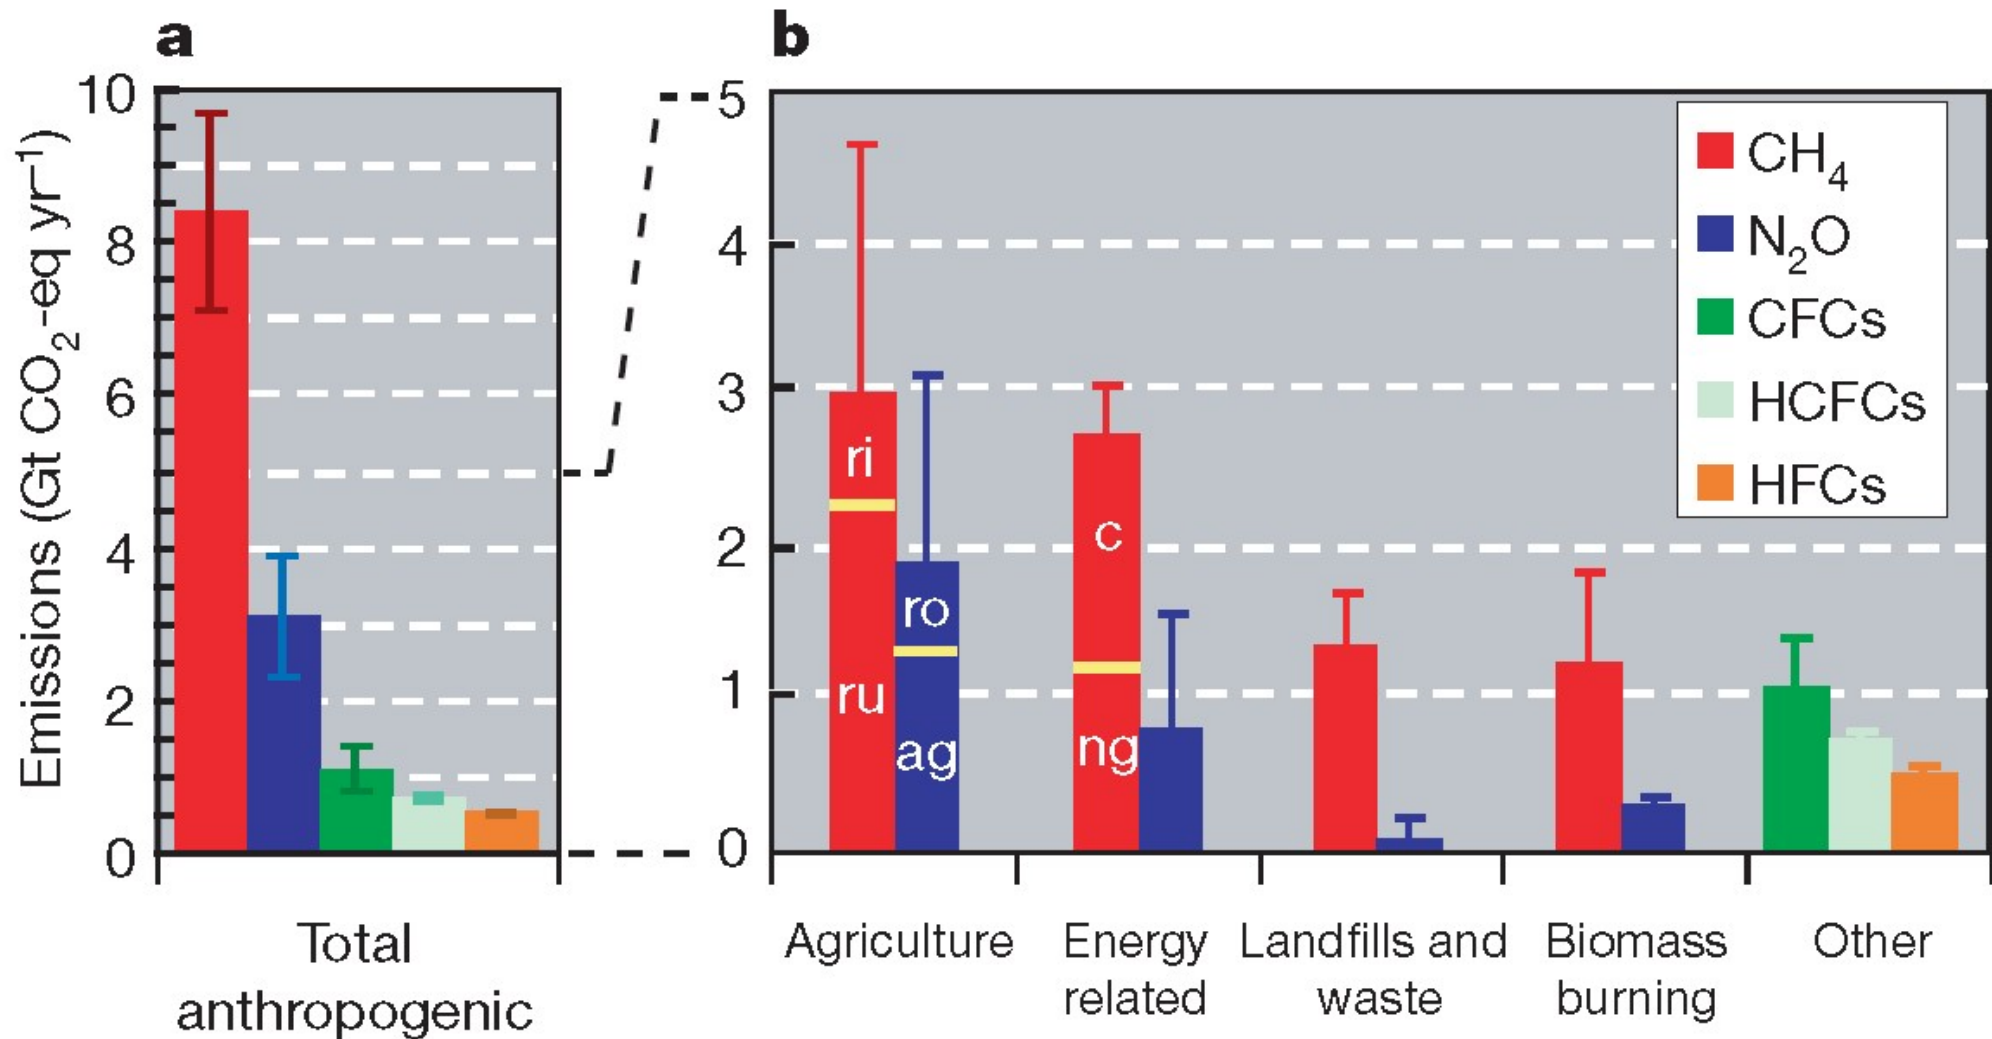 a
b
Emissions (Gt CO₂-eq yr⁻¹)
10
8
6
4
2
0
Total
anthropogenic
5
4
3
2
1
0
ri
ru
ro
ag
c
ng
CH₄
N₂O
CFCs
HCFCs
HFCs
Agriculture
Energy
related
Landfills and
waste
Biomass
burning
Other